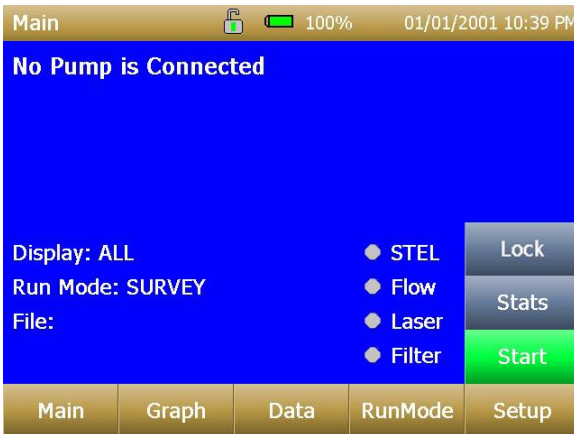 Main 100% 01/01/2001 10:39 PM
No Pump is Connected
Display: ALL
Run Mode: SURVEY
File:
STEL
Flow
Laser
Filter
Lock
Stats
Start
Main Graph Data RunMode Setup